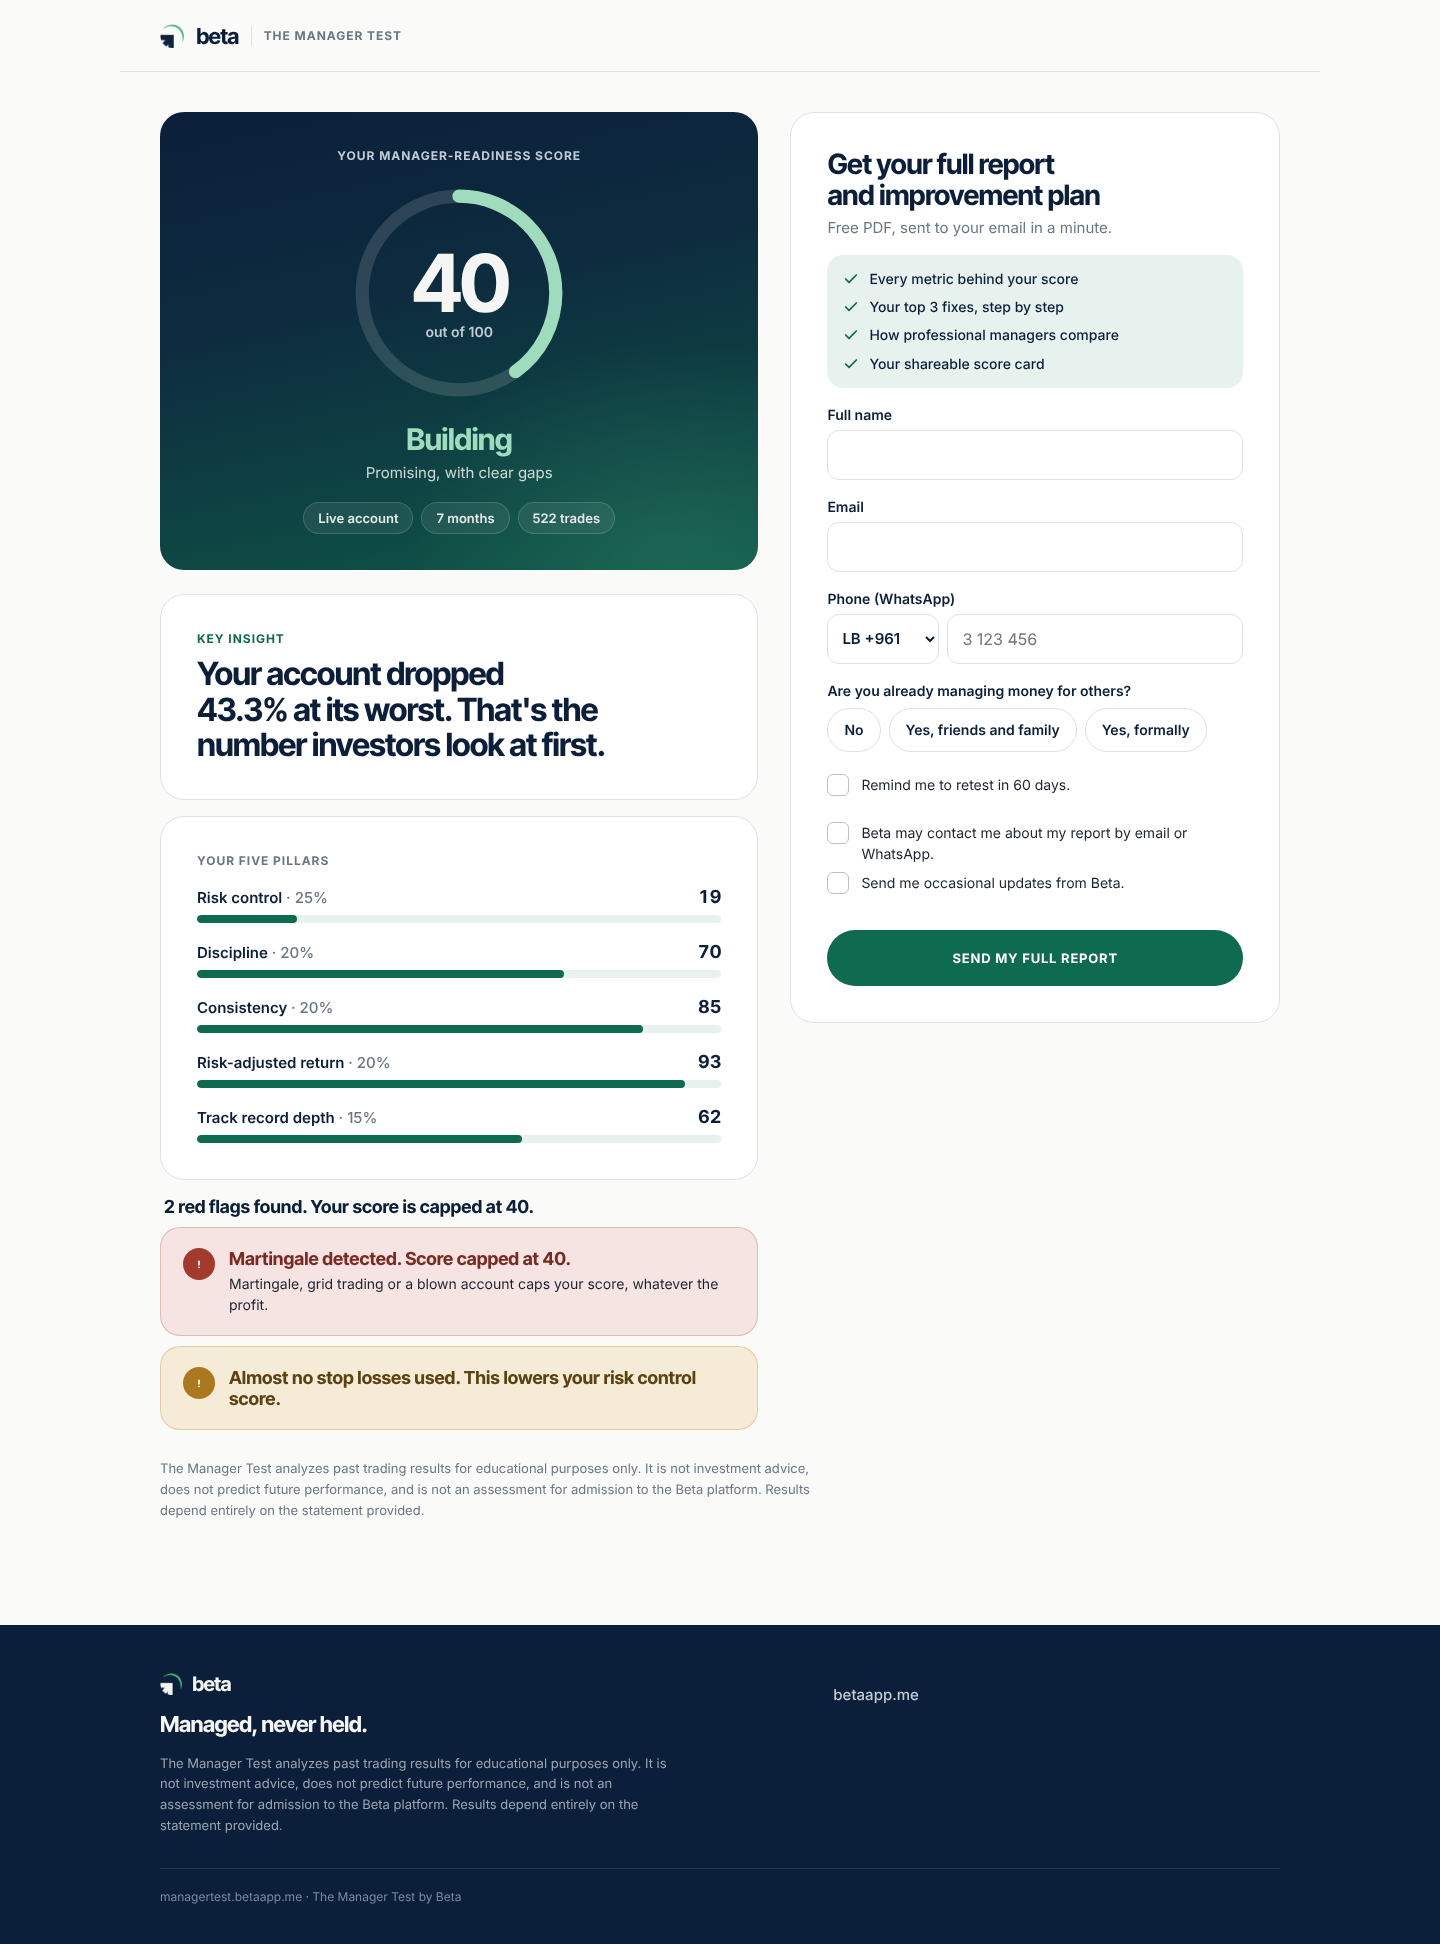 beta
THE MANAGER TEST
YOUR MANAGER-READINESS SCORE
40
out of 100
Building
Promising, with clear gaps
Live account
7 months
522 trades
KEY INSIGHT
Your account dropped
43.3% at its worst. That's the
number investors look at first.
YOUR FIVE PILLARS
Risk control · 25% 19
Discipline · 20% 70
Consistency · 20% 85
Risk-adjusted return · 20% 93
Track record depth · 15% 62
2 red flags found. Your score is capped at 40.
! Martingale detected. Score capped at 40.
Martingale, grid trading or a blown account caps your score, whatever the
profit.
! Almost no stop losses used. This lowers your risk control
score.
Get your full report
and improvement plan
Free PDF, sent to your email in a minute.
Every metric behind your score
Your top 3 fixes, step by step
How professional managers compare
Your shareable score card
Full name
Email
Phone (WhatsApp)
LB +961
3 123 456
Are you already managing money for others?
No
Yes, friends and family
Yes, formally
Remind me to retest in 60 days.
Beta may contact me about my report by email or
WhatsApp.
Send me occasional updates from Beta.
SEND MY FULL REPORT
The Manager Test analyzes past trading results for educational purposes only. It is not investment advice,
does not predict future performance, and is not an assessment for admission to the Beta platform. Results
depend entirely on the statement provided.
beta
Managed, never held.
The Manager Test analyzes past trading results for educational purposes only. It is
not investment advice, does not predict future performance, and is not an
assessment for admission to the Beta platform. Results depend entirely on the
statement provided.
betaapp.me
managertest.betaapp.me · The Manager Test by Beta